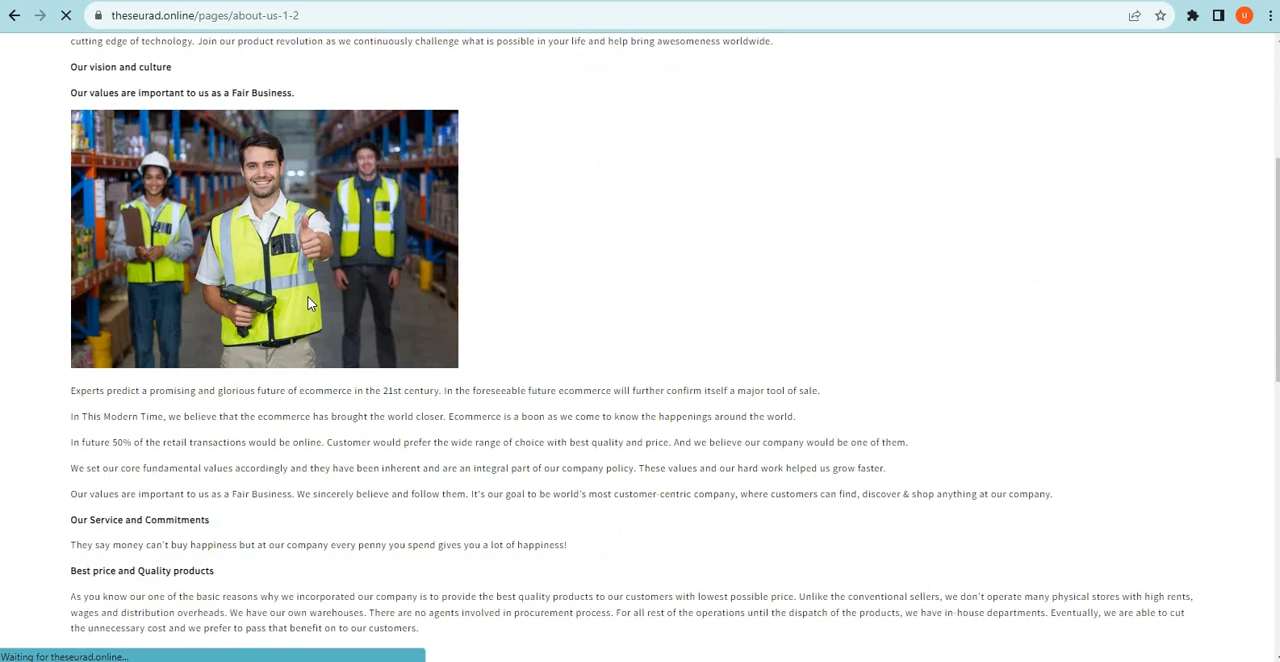 theseurad.online/pages/about-us-1-2
U
cutting edge of technology. Join our product revolution as we continuously challenge what is possible in your life and help bring awesomeness worldwide.
Our vision and culture
Our values are important to us as a Fair Business.
Experts predict a promising and glorious future of ecommerce in the 21st century. In the foreseeable future ecommerce will further confirm itself a major tool of sale.
In This Modern Time, we believe that the ecommerce has brought the world closer. Ecommerce is a boon as we come to know the happenings around the world.
In future 50% of the retail transactions would be online. Customer would prefer the wide range of choice with best quality and price. And we believe our company would be one of them.
We set our core fundamental values accordingly and they have been inherent and are an integral part of our company policy. These values and our hard work helped us grow faster.
Our values are important to us as a Fair Business. We sincerely believe and follow them. It's our goal to be world's most customer-centric company, where customers can find, discover & shop anything at our company.
Our Service and Commitments
They say money can't buy happiness but at our company every penny you spend gives you a lot of happiness!
Best price and Quality products
As you know our one of the basic reasons why we incorporated our company is to provide the best quality products to our customers with lowest possible price. Unlike the conventional sellers, we don't operate many physical stores with high rents,
wages and distribution overheads. We have our own warehouses. There are no agents involved in procurement process. For all rest of the operations until the dispatch of the products, we have in-house departments. Eventually, we are able to cut
the unnecessary cost and we prefer to pass that benefit on to our customers.
Waiting for theseurad.online...